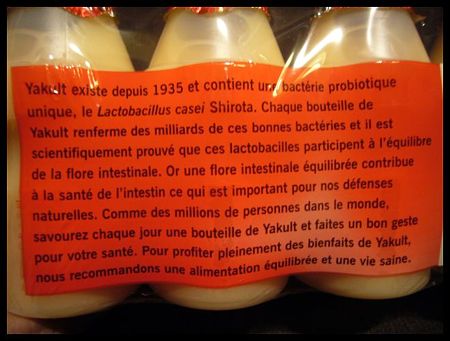 Yakult existe depuis 1935 et contient une bactérie probiotique
unique, le Lactobacillus casei Shirota. Chaque bouteille de
Yakult renferme des milliards de ces bonnes bactéries et il est
scientifiquement prouvé que ces lactobacilles participent à l'équilibre
de la flore intestinale. Or une flore intestinale équilibrée contribue
à la santé de l'intestin ce qui est important pour nos défenses
naturelles. Comme des millions de personnes dans le monde,
savourez chaque jour une bouteille de Yakult et faites un bon geste
pour votre santé. Pour profiter pleinement des bienfaits de Yakult,
nous recommandons une alimentation équilibrée et une vie saine.